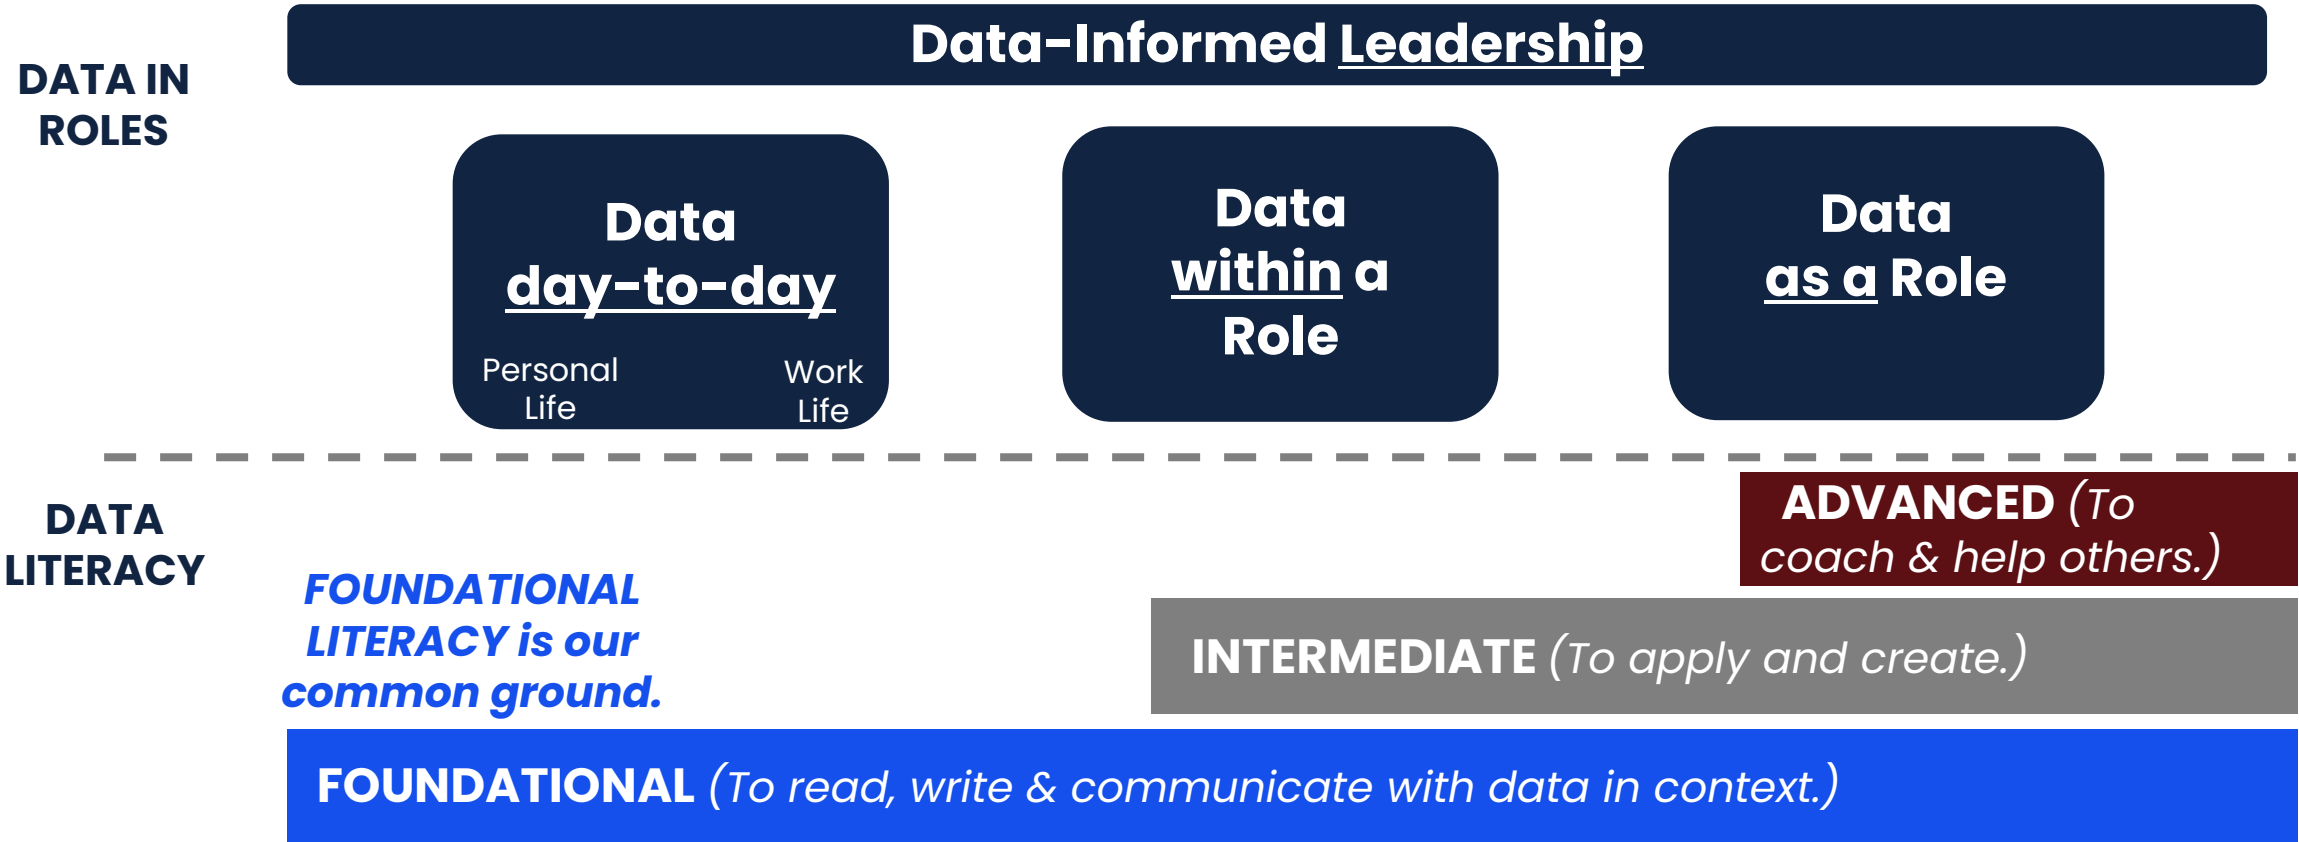 Data-Informed Leadership
DATA IN
ROLES
Data
day-to-day
Personal
Life
Work
Life
Data
within a
Role
Data
as a Role
DATA
LITERACY
FOUNDATIONAL
LITERACY is our
common ground.
ADVANCED (To
coach & help others.)
INTERMEDIATE (To apply and create.)
FOUNDATIONAL (To read, write & communicate with data in context.)